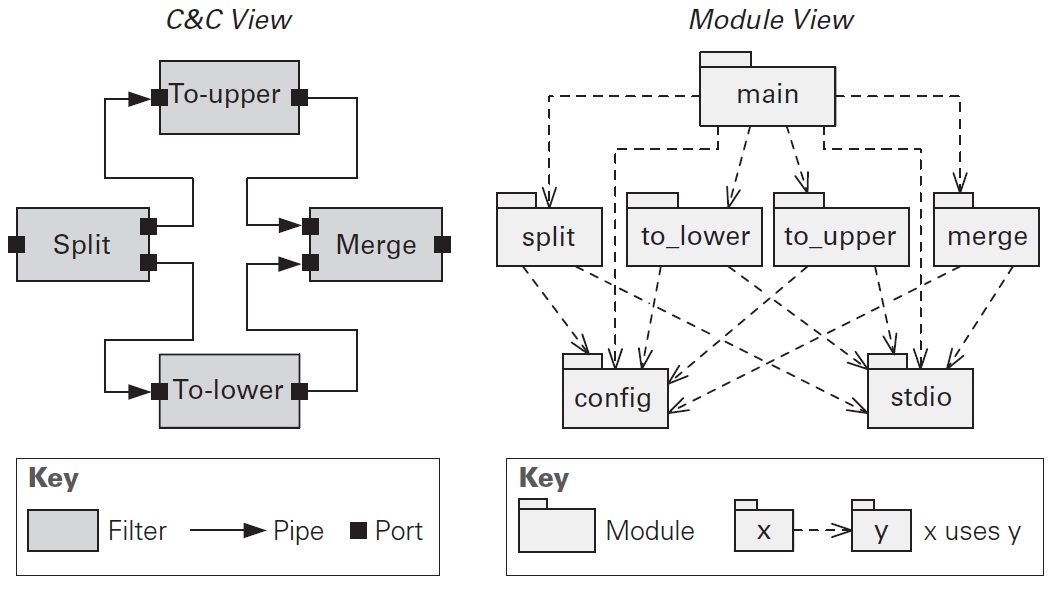 C&C View
To-upper
Split
Merge
To-lower
Key
Filter
Pipe
Port
Module View
main
split
to_lower
to_upper
merge
config
stdio
Key
Module
x
y
x uses y